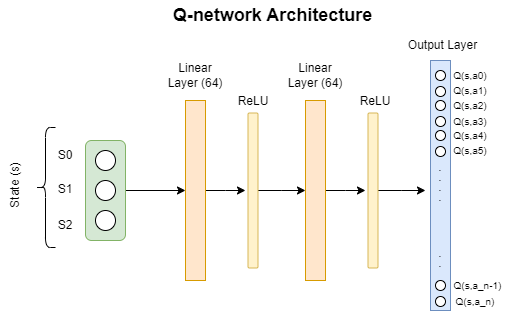 Q-network Architecture
Output Layer
Linear
Layer (64)
Linear
Layer (64)
ReLU
ReLU
State (s)
S0
S1
S2
Q(s,a0)
Q(s,a1)
Q(s,a2)
Q(s,a3)
Q(s,a4)
Q(s,a5)
Q(s,a_n-1)
Q(s,a_n)